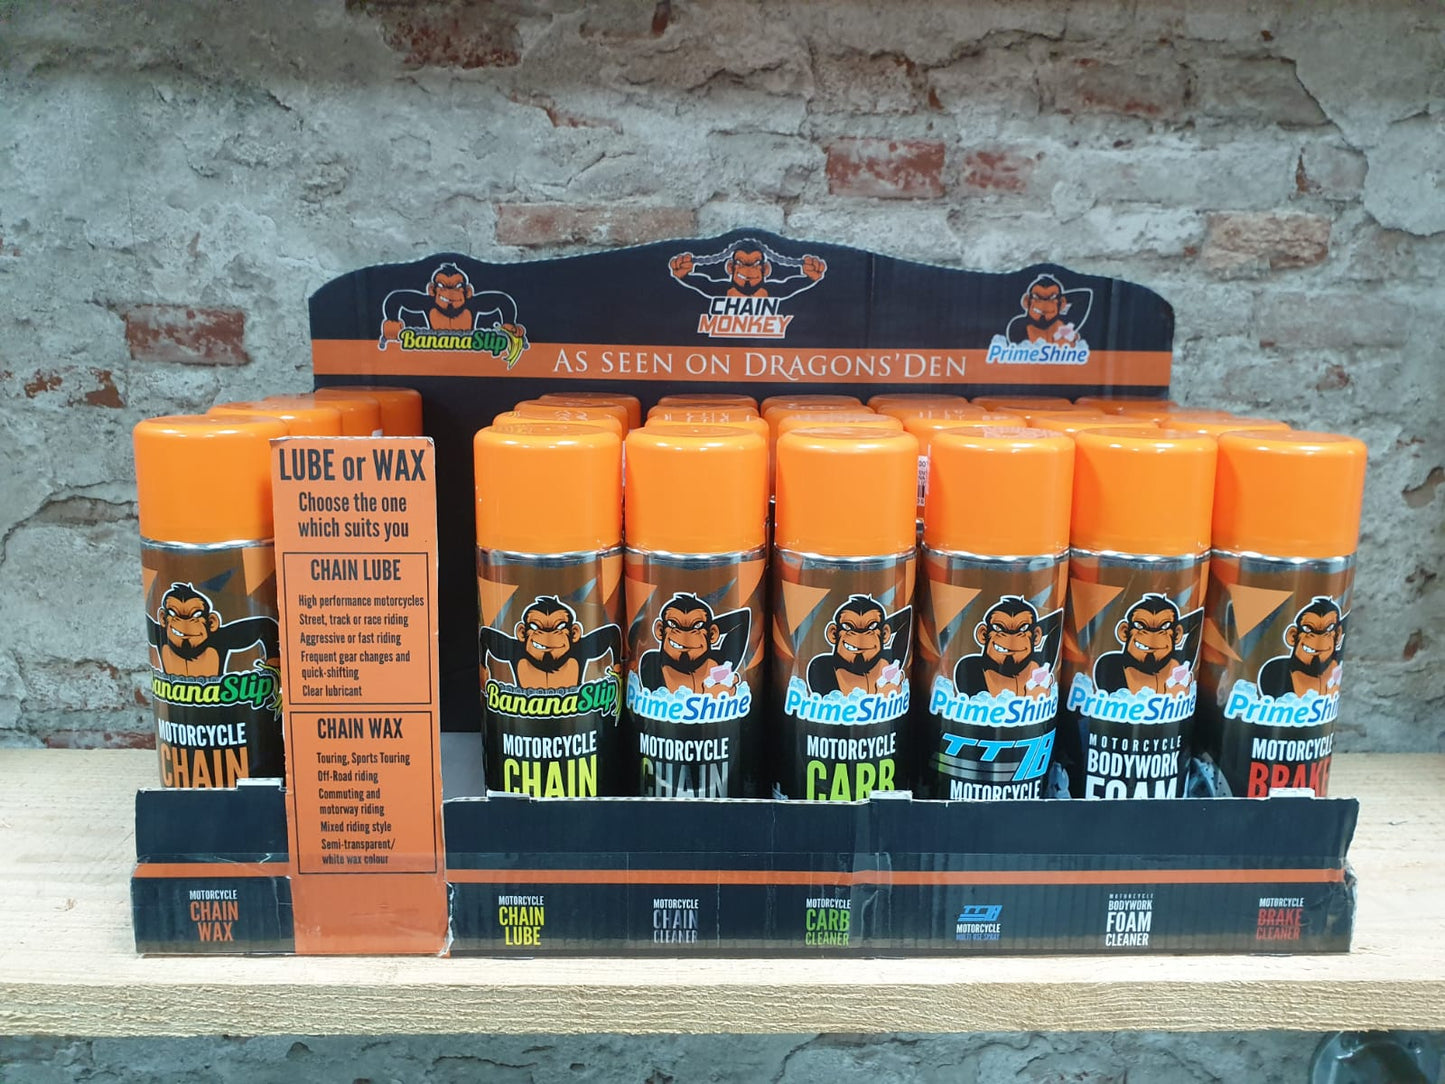 BananaSlip
CHAIN
MONKEY
PrimeShine
AS SEEN ON DRAGONS' DEN
LUBE or WAX
Choose the one
which suits you
CHAIN LUBE
High performance motorcycles
Street, track or race riding
Aggressive or fast riding
Frequent gear changes and
quick-shifting
Clear lubricant
CHAIN WAX
Touring, Sports Touring
Off-Road riding
Commuting and
motorway riding
Mixed riding style
Semi-transparent/
white wax colour
BananaSlip
MOTORCYCLE
CHAIN
BananaSlip
MOTORCYCLE
CHAIN
PrimeShine
MOTORCYCLE
CHAIN
PrimeShine
MOTORCYCLE
CARB
PrimeShine
TT78
MOTORCYCLE
PrimeShine
MOTORCYCLE
BODYWORK
FOAM
PrimeShine
MOTORCYCLE
BRAKE
MOTORCYCLE
CHAIN
WAX
MOTORCYCLE
CHAIN
LUBE
MOTORCYCLE
CHAIN
CLEANER
MOTORCYCLE
CARB
CLEANER
TT78
MOTORCYCLE
MULTI-USE SPRAY
MOTORCYCLE
BODYWORK
FOAM
CLEANER
MOTORCYCLE
BRAKE
CLEANER